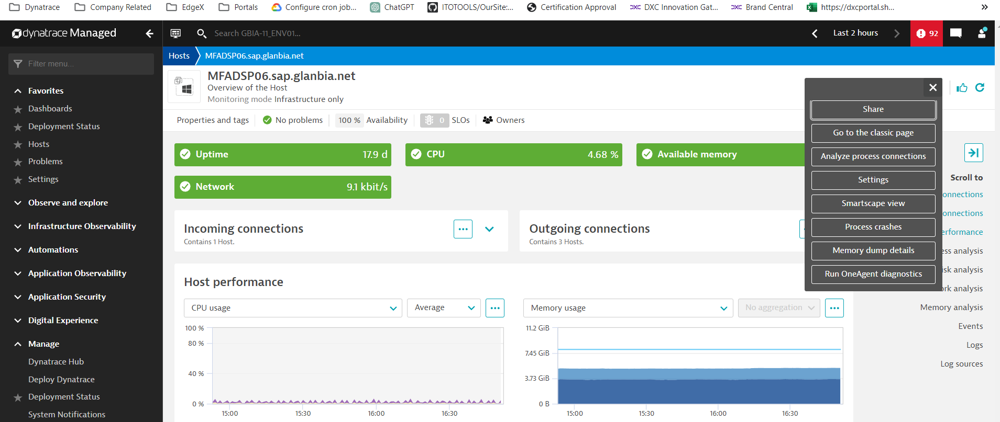 Dynatrace
Company Related
EdgeX
Portals
Configure cron job...
ChatGPT
ITOTOOLS/OurSite:...
Certification Approval
DXC Innovation Gat...
Brand Central
https://dxcportal.sh...
dynatrace Managed
Search GBIA-11_ENV01...
Last 2 hours
92
Filter menu...
Favorites
Dashboards
Deployment Status
Hosts
Problems
Settings
Observe and explore
Infrastructure Observability
Automations
Application Observability
Application Security
Digital Experience
Manage
Dynatrace Hub
Deploy Dynatrace
Deployment Status
System Notifications
Hosts
MFADSP06.sap.glanbia.net
MFADSP06.sap.glanbia.net
Overview of the Host
Monitoring mode Infrastructure only
Properties and tags
No problems
100 % Availability
0 SLOs
Owners
Uptime 17.9 d
CPU 4.68 %
Available memory
Network 9.1 kbit/s
Incoming connections
Contains 1 Host.
Outgoing connections
Contains 3 Hosts.
Host performance
CPU usage
Average
100 %
80 %
40 %
0 %
15:00 15:30 16:00 16:30
Memory usage
No aggregation
11.2 GiB
7.45 GiB
3.73 GiB
0 B
15:00 15:30 16:00 16:30
Share
Go to the classic page
Analyze process connections
Settings
Smartscape view
Process crashes
Memory dump details
Run OneAgent diagnostics
Scroll to
onnections
onnections
erformance
ess analysis
isk analysis
ork analysis
Memory analysis
Events
Logs
Log sources